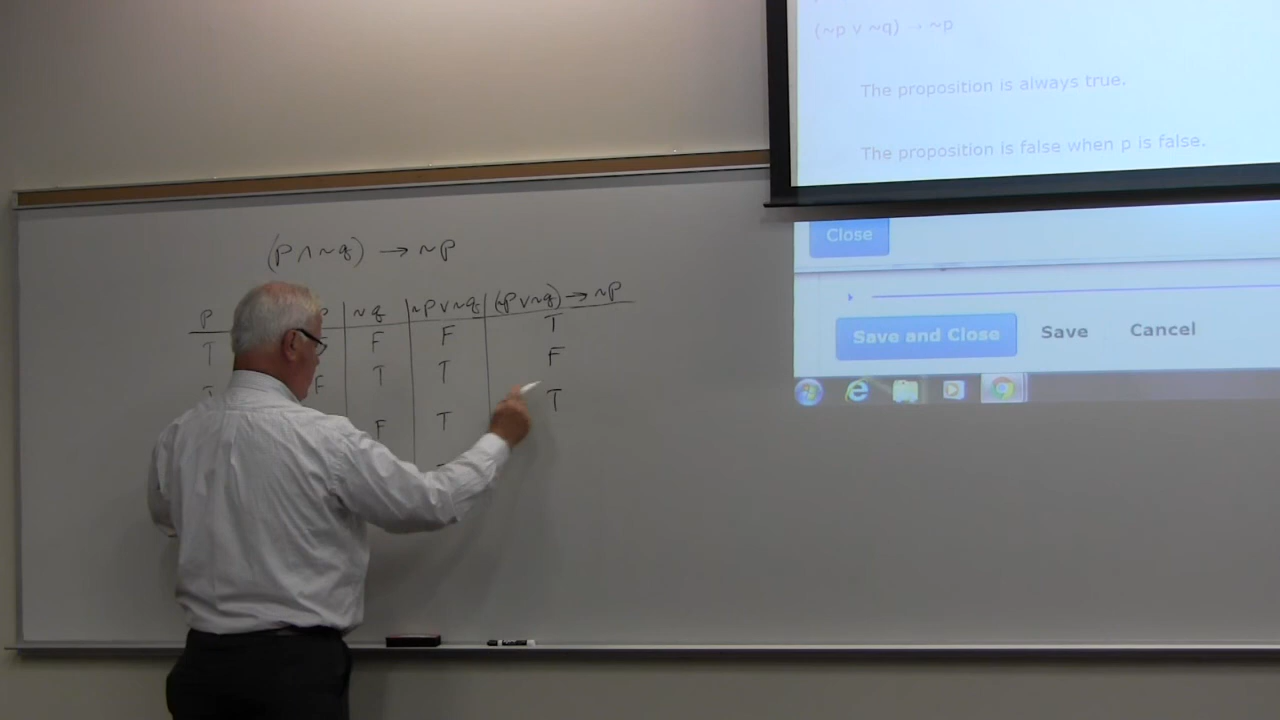 (~p ∨ ~q) → ~p
The proposition is always true.
The proposition is false when p is false.
Close
Save and Close Save Cancel
(p ∧ ~q) → ~p
p ~q ~p∨~q (~p∨~q) → ~p
T F F T
T F T T F
F T T